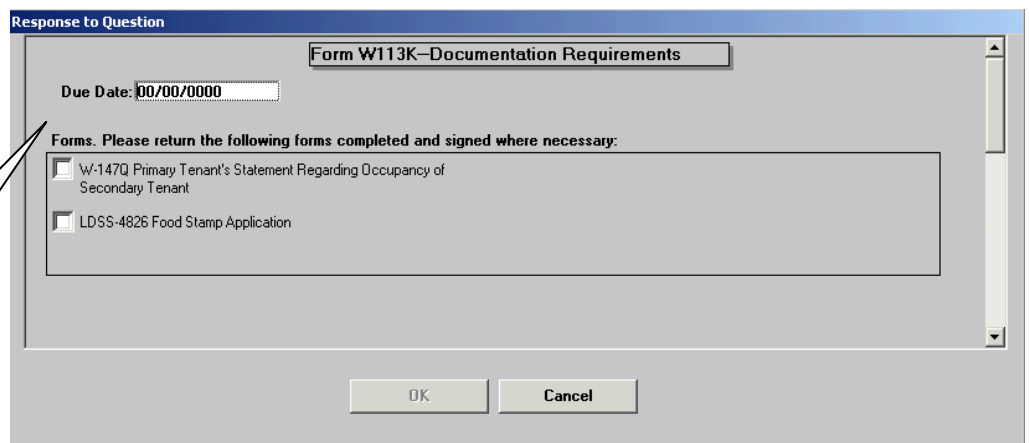 Response to Question
Form W113K—Documentation Requirements
Due Date: 00/00/0000
Forms. Please return the following forms completed and signed where necessary:
W-147Q Primary Tenant's Statement Regarding Occupancy of
Secondary Tenant
LDSS-4826 Food Stamp Application
OK Cancel